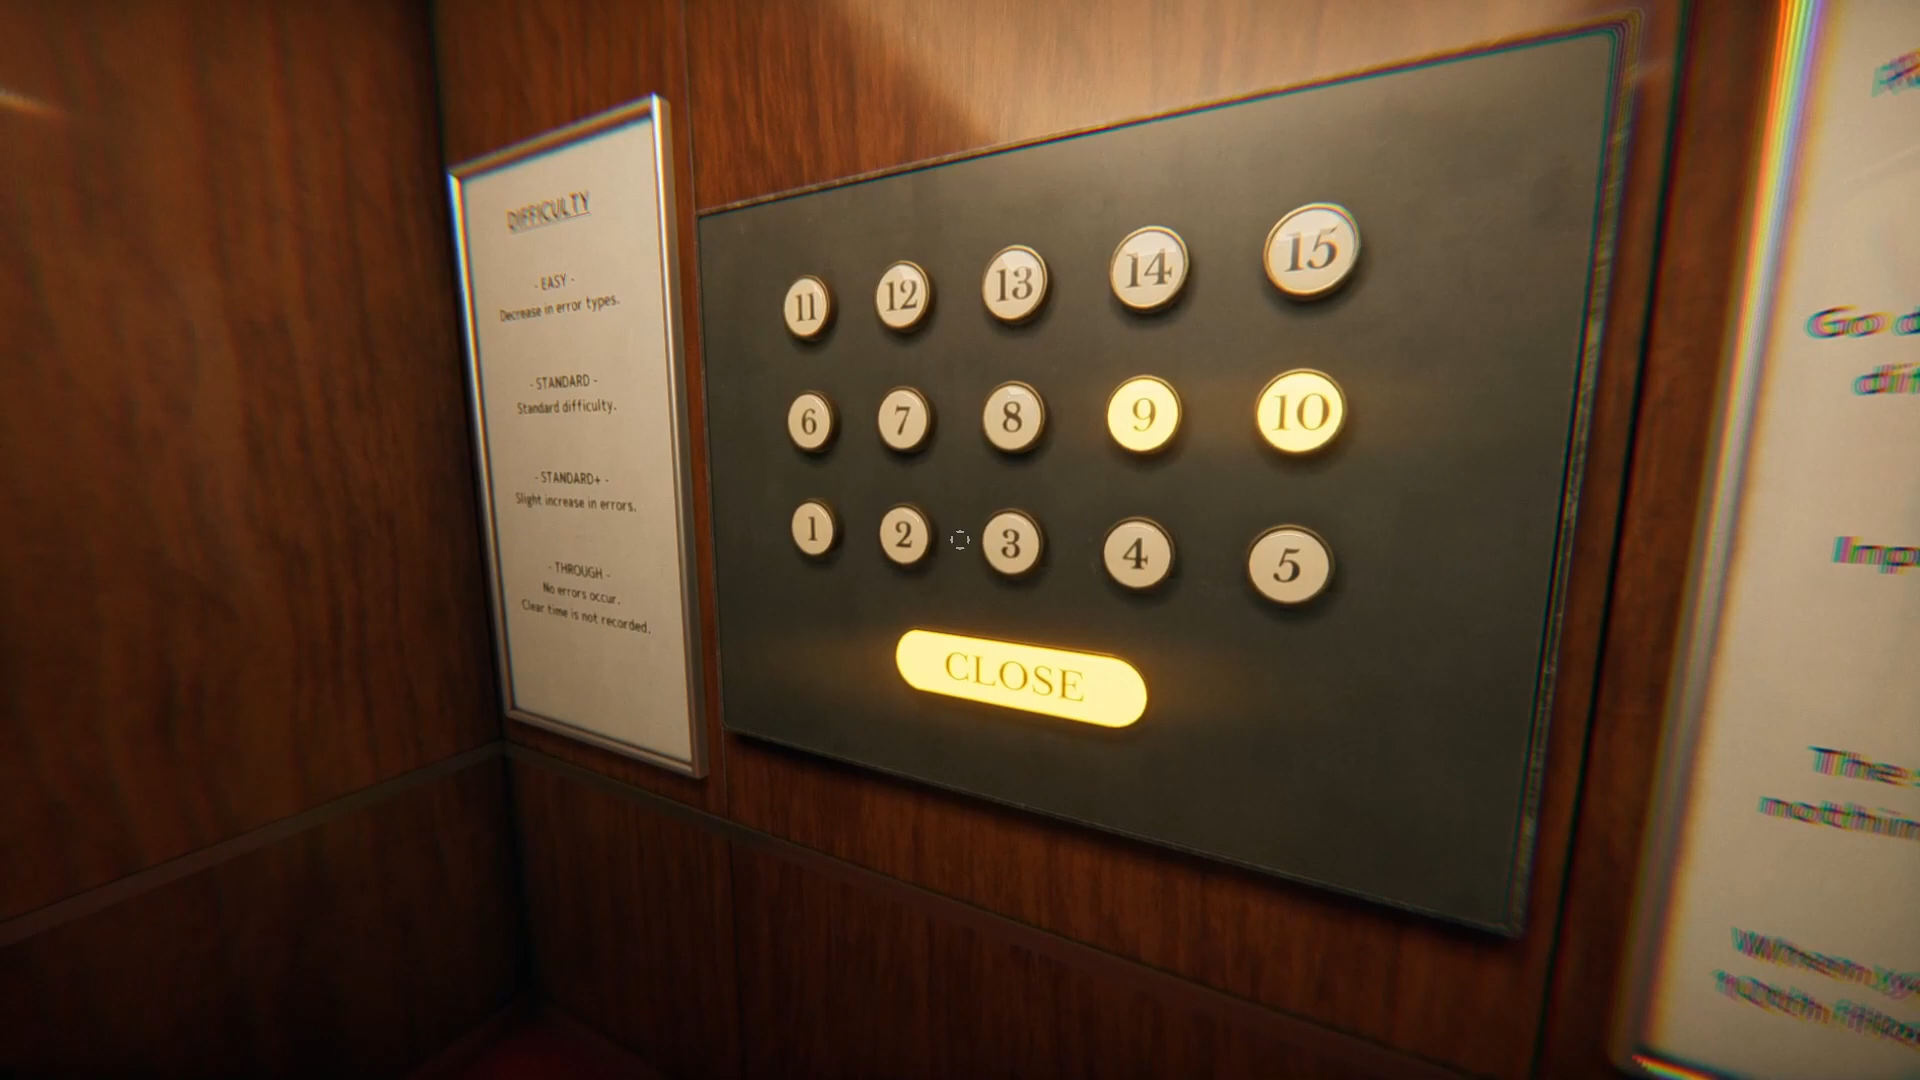 DIFFICULTY
- EASY -
Decrease in error types.
- STANDARD -
Standard difficulty.
- STANDARD+ -
Slight increase in errors.
- THROUGH -
No errors occur.
Clear time is not recorded.
11 12 13 14 15
6 7 8 9 10
1 2 3 4 5
CLOSE
Go
The